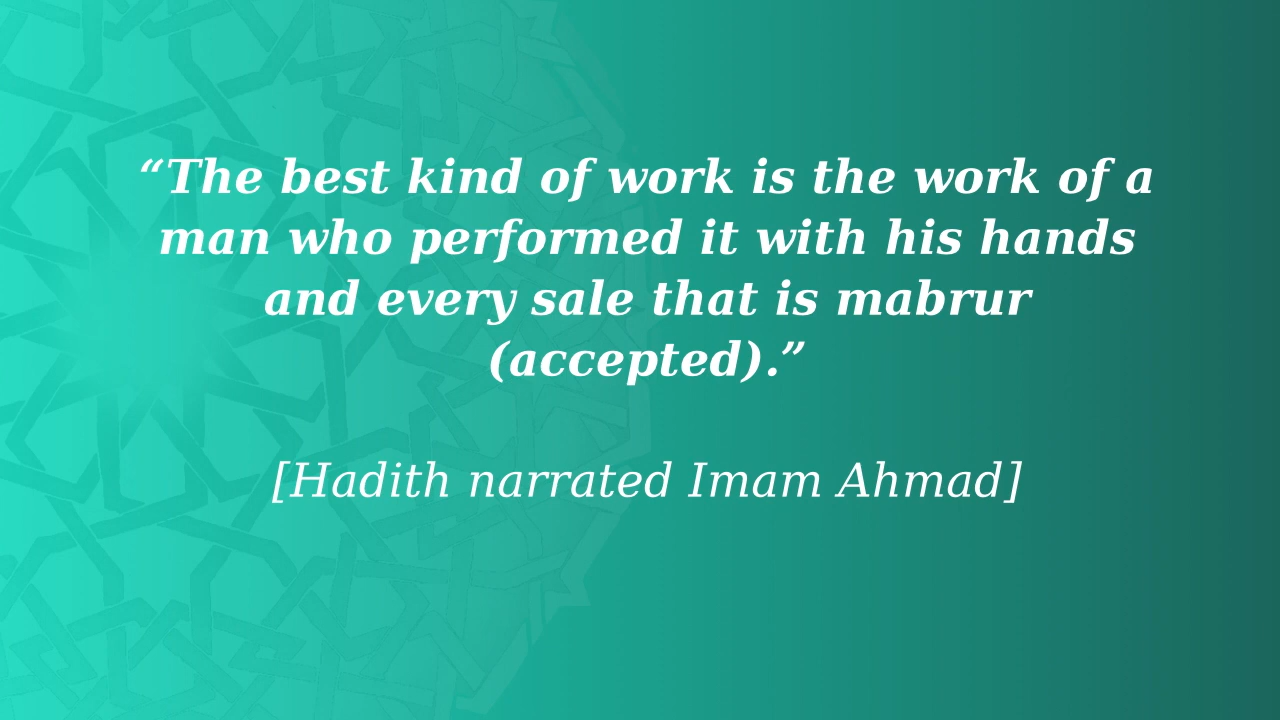 “The best kind of work is the work of a
man who performed it with his hands
and every sale that is mabrur
(accepted).”
[Hadith narrated Imam Ahmad]